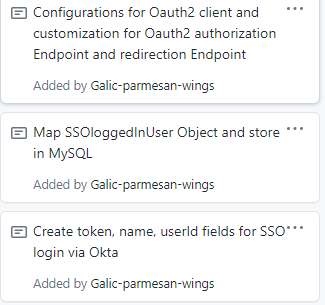 Configurations for Oauth2 client and
customization for Oauth2 authorization
Endpoint and redirection Endpoint
Added by Galic-parmesan-wings
Map SSOloggedInUser Object and store
in MySQL
Added by Galic-parmesan-wings
Create token, name, userId fields for SSO
login via Okta
Added by Galic-parmesan-wings